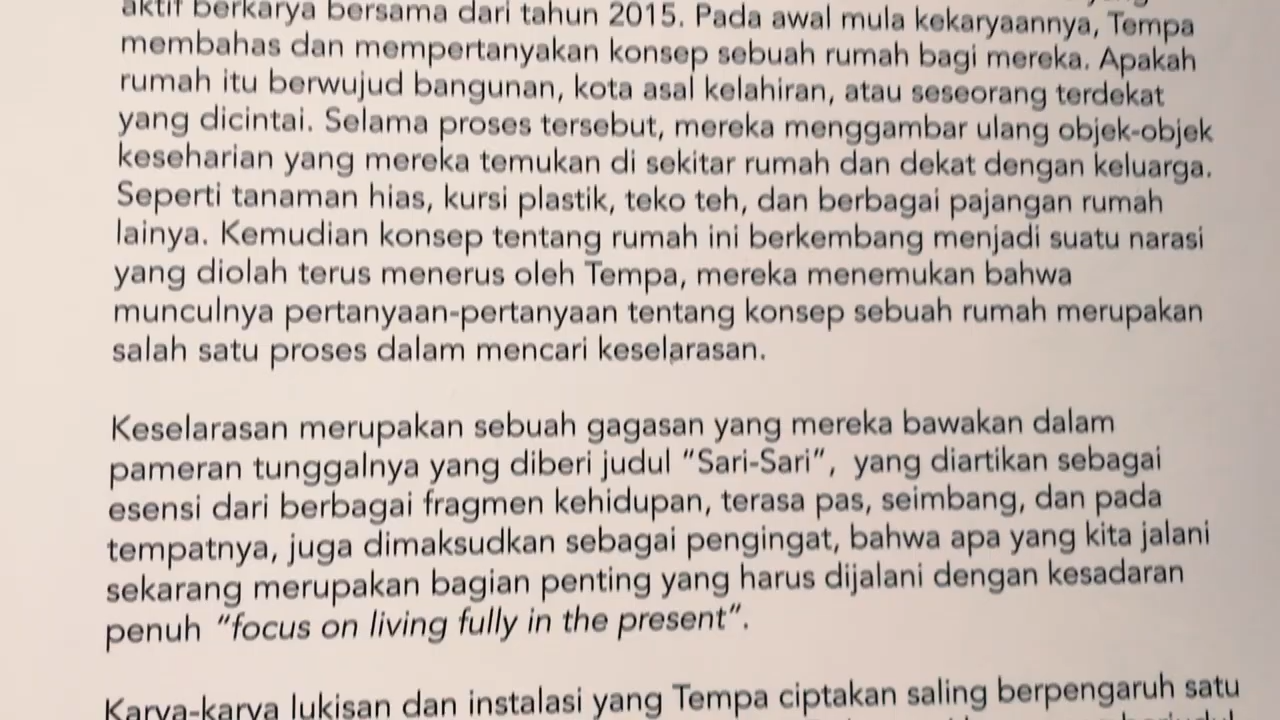 aktif berkarya bersama dari tahun 2015. Pada awal mula kekaryaannya, Tempa
membahas dan mempertanyakan konsep sebuah rumah bagi mereka. Apakah
rumah itu berwujud bangunan, kota asal kelahiran, atau seseorang terdekat
yang dicintai. Selama proses tersebut, mereka menggambar ulang objek-objek
keseharian yang mereka temukan di sekitar rumah dan dekat dengan keluarga.
Seperti tanaman hias, kursi plastik, teko teh, dan berbagai pajangan rumah
lainya. Kemudian konsep tentang rumah ini berkembang menjadi suatu narasi
yang diolah terus menerus oleh Tempa, mereka menemukan bahwa
munculnya pertanyaan-pertanyaan tentang konsep sebuah rumah merupakan
salah satu proses dalam mencari keselarasan.
Keselarasan merupakan sebuah gagasan yang mereka bawakan dalam
pameran tunggalnya yang diberi judul "Sari-Sari", yang diartikan sebagai
esensi dari berbagai fragmen kehidupan, terasa pas, seimbang, dan pada
tempatnya, juga dimaksudkan sebagai pengingat, bahwa apa yang kita jalani
sekarang merupakan bagian penting yang harus dijalani dengan kesadaran
penuh "focus on living fully in the present".
Karya-karya lukisan dan instalasi yang Tempa ciptakan saling berpengaruh satu